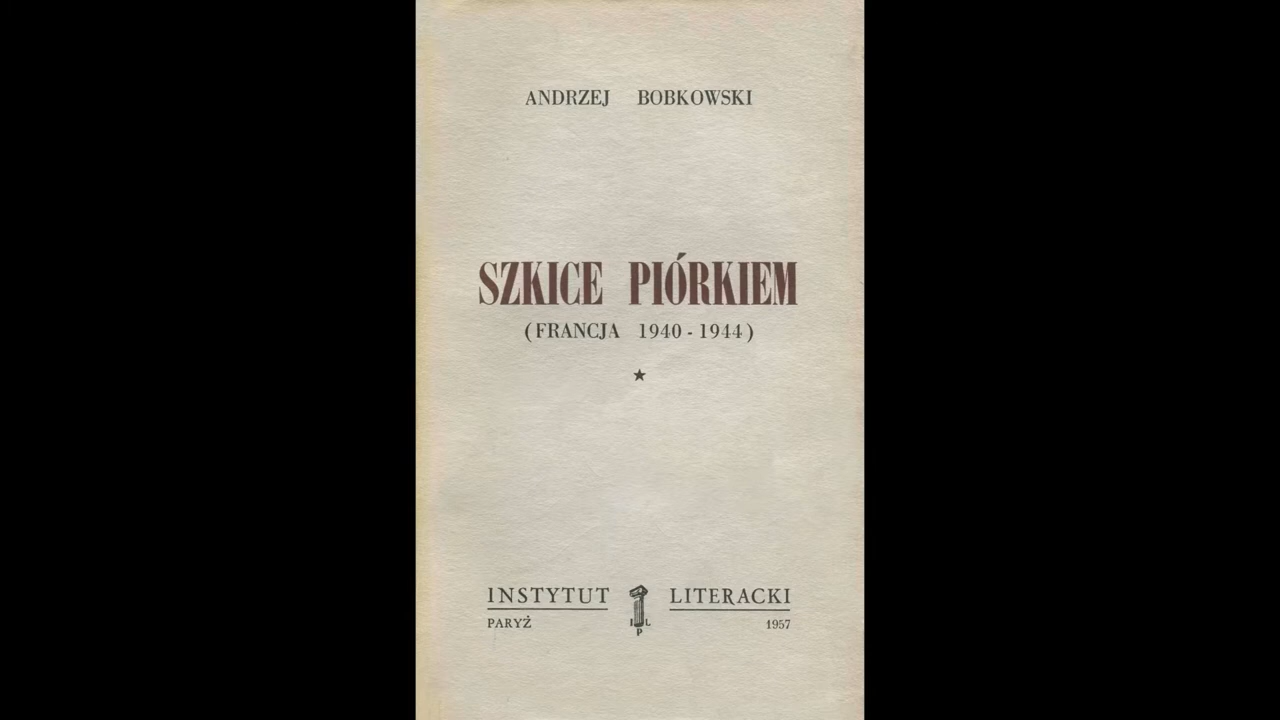 ANDRZEJ BOBKOWSKI
SZKICE PIÓRKIEM
(FRANCJA 1940-1944)
INSTYTUT LITERACKI
I L
P
PARYŻ 1957